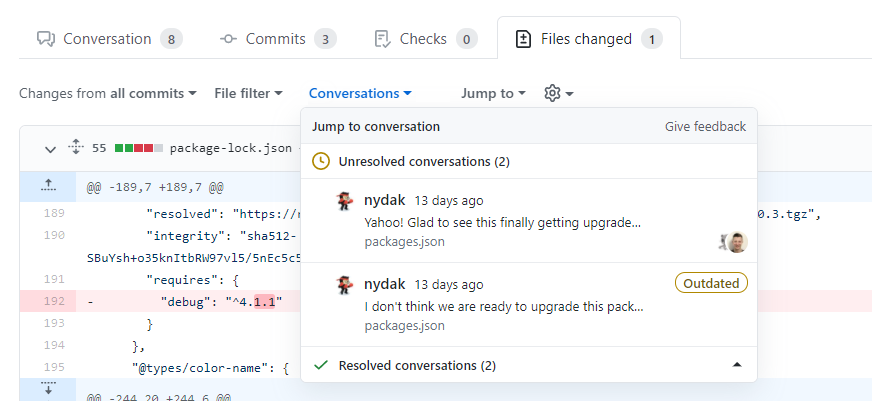 Conversation 8 Commits 3 Checks 0 Files changed 1
Changes from all commits File filter Conversations Jump to
Jump to conversation Give feedback
55 package-lock.json
Unresolved conversations (2)
@@ -189,7 +189,7 @@
nydak 13 days ago
189 "resolved": "https:// 0.3.tgz",
Yahoo! Glad to see this finally getting upgrade...
190 "integrity": "sha512-
packages.json
SBuYsh+o35knItbRW97vl5/5nEc5c5
191 "requires": {
nydak 13 days ago Outdated
192 - "debug": "^4.1.1"
I don't think we are ready to upgrade this pack...
193 }
packages.json
194 },
195 "@types/color-name": {
Resolved conversations (2)
@@ -244,20 +244,6 @@